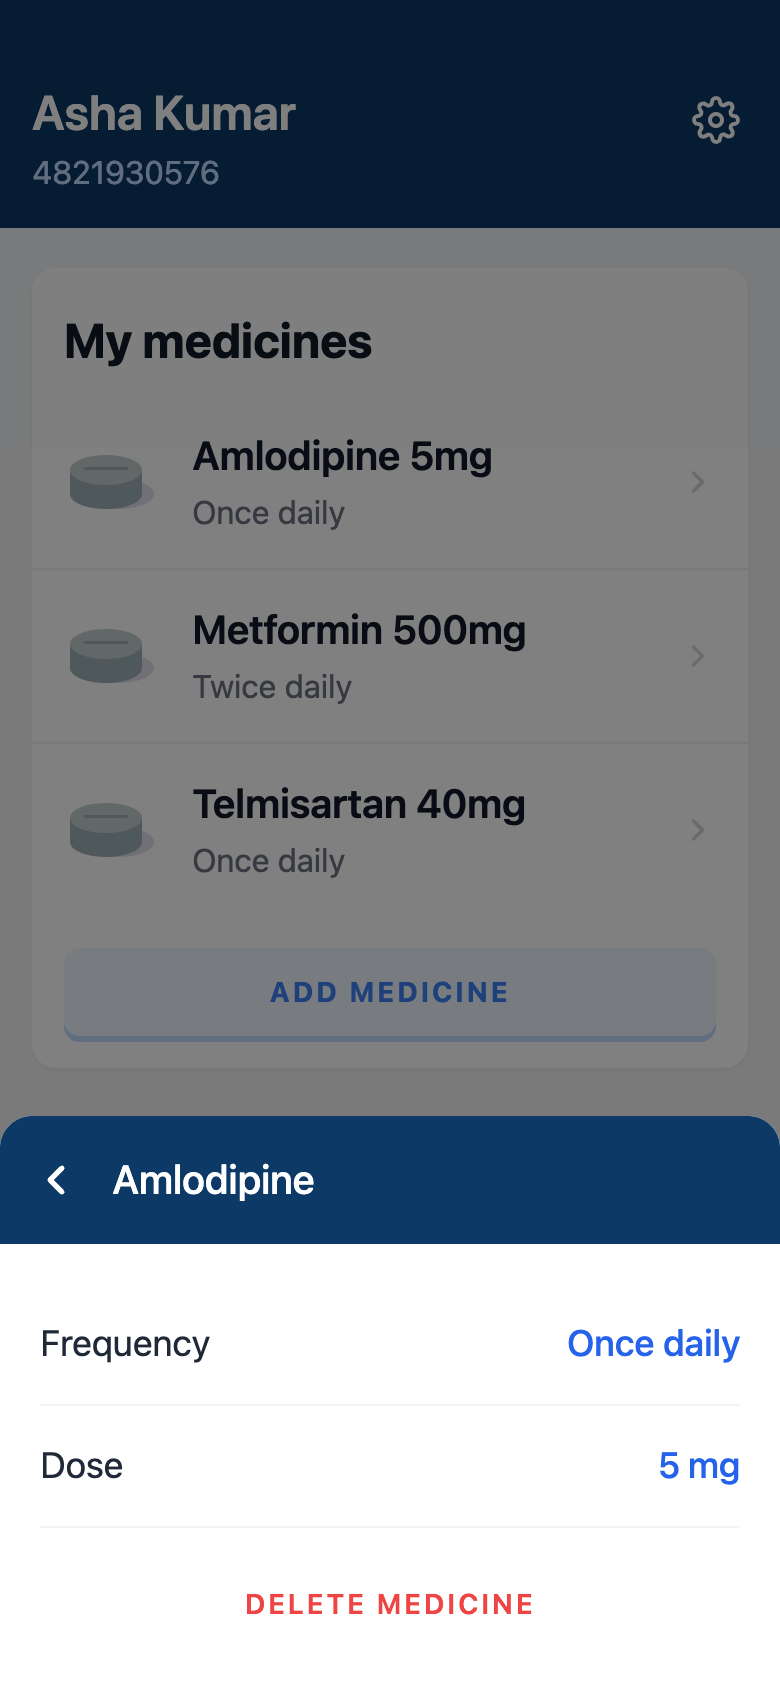 Asha Kumar
4821930576
My medicines
Amlodipine 5mg
Once daily
Metformin 500mg
Twice daily
Telmisartan 40mg
Once daily
ADD MEDICINE
Amlodipine
Frequency Once daily
Dose 5 mg
DELETE MEDICINE